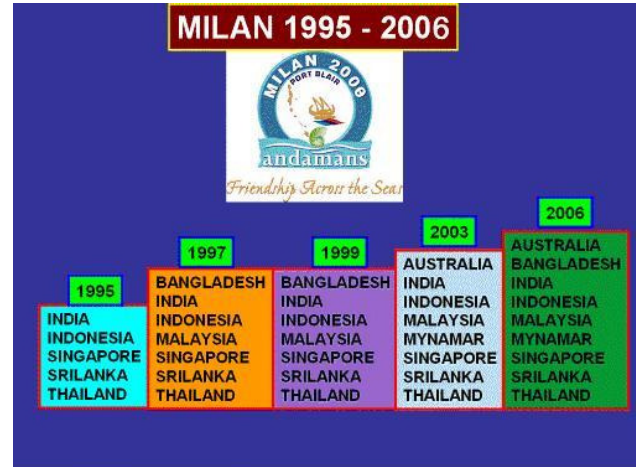 MILAN 1995 - 2006
MILAN 2006
PORT BLAIR
andamans
Friendship Across the Seas
1995
INDIA
INDONESIA
SINGAPORE
SRILANKA
THAILAND
1997
BANGLADESH
INDIA
INDONESIA
MALAYSIA
SINGAPORE
SRILANKA
THAILAND
1999
BANGLADESH
INDIA
INDONESIA
MALAYSIA
SINGAPORE
SRILANKA
THAILAND
2003
AUSTRALIA
INDIA
INDONESIA
MALAYSIA
MYNAMAR
SINGAPORE
SRILANKA
THAILAND
2006
AUSTRALIA
BANGLADESH
INDIA
INDONESIA
MALAYSIA
MYNAMAR
SINGAPORE
SRILANKA
THAILAND